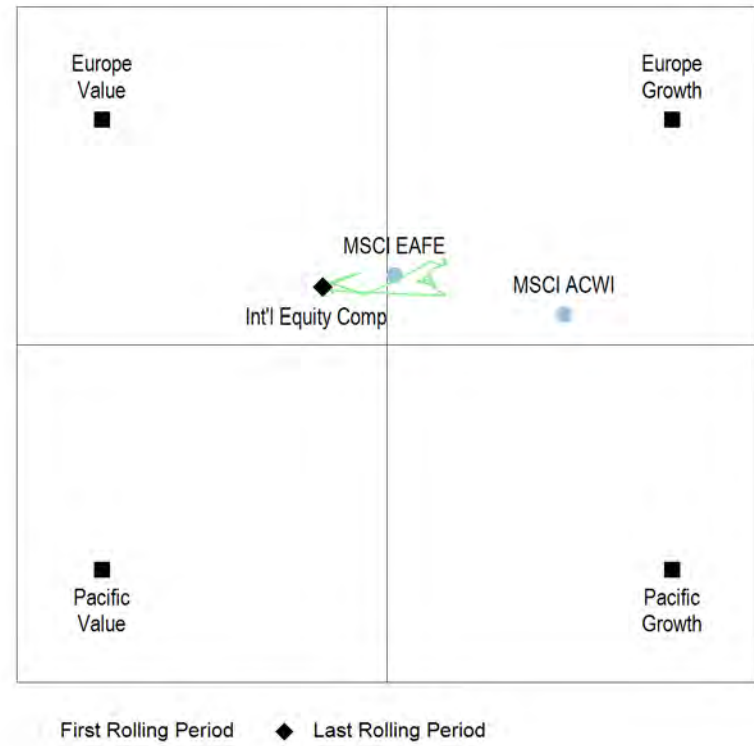 Europe
Value
Europe
Growth
MSCI EAFE
MSCI ACWI
Int'l Equity Comp
Pacific
Value
Pacific
Growth
First Rolling Period
Last Rolling Period